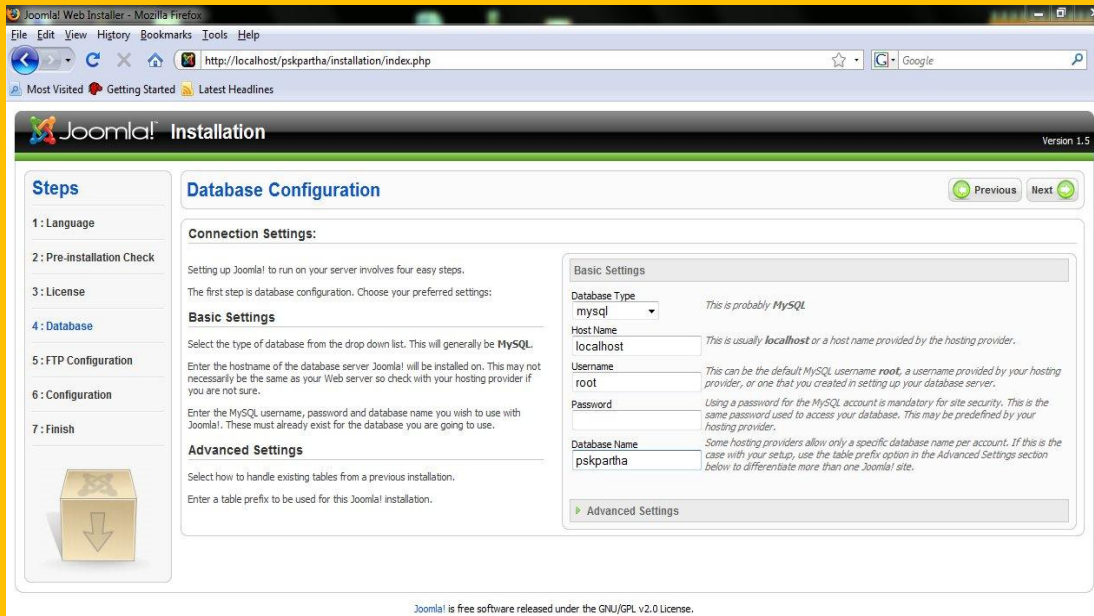 Joomla! Web Installer - Mozilla Firefox
File Edit View History Bookmarks Tools Help
http://localhost/pskpartha/installation/index.php
G Google
Most Visited Getting Started Latest Headlines
Joomla! Installation
Version 1.5
Steps
1 : Language
2 : Pre-installation Check
3 : License
4 : Database
5 : FTP Configuration
6 : Configuration
7 : Finish
Database Configuration
Previous Next
Connection Settings:
Setting up Joomla! to run on your server involves four easy steps.
The first step is database configuration. Choose your preferred settings:
Basic Settings
Select the type of database from the drop down list. This will generally be MySQL.
Enter the hostname of the database server Joomla! will be installed on. This may not
necessarily be the same as your Web server so check with your hosting provider if
you are not sure.
Enter the MySQL username, password and database name you wish to use with
Joomla!. These must already exist for the database you are going to use.
Advanced Settings
Select how to handle existing tables from a previous installation.
Enter a table prefix to be used for this Joomla! installation.
Basic Settings
Database Type
mysql
This is probably MySQL
Host Name
localhost
This is usually localhost or a host name provided by the hosting provider.
Username
root
This can be the default MySQL username root, a username provided by your hosting
provider, or one that you created in setting up your database server.
Password
Using a password for the MySQL account is mandatory for site security. This is the
same password used to access your database. This may be predefined by your
hosting provider.
Database Name
pskpartha
Some hosting providers allow only a specific database name per account. If this is the
case with your setup, use the table prefix option in the Advanced Settings section
below to differentiate more than one Joomla! site.
Advanced Settings
Joomla! is free software released under the GNU/GPL v2.0 License.